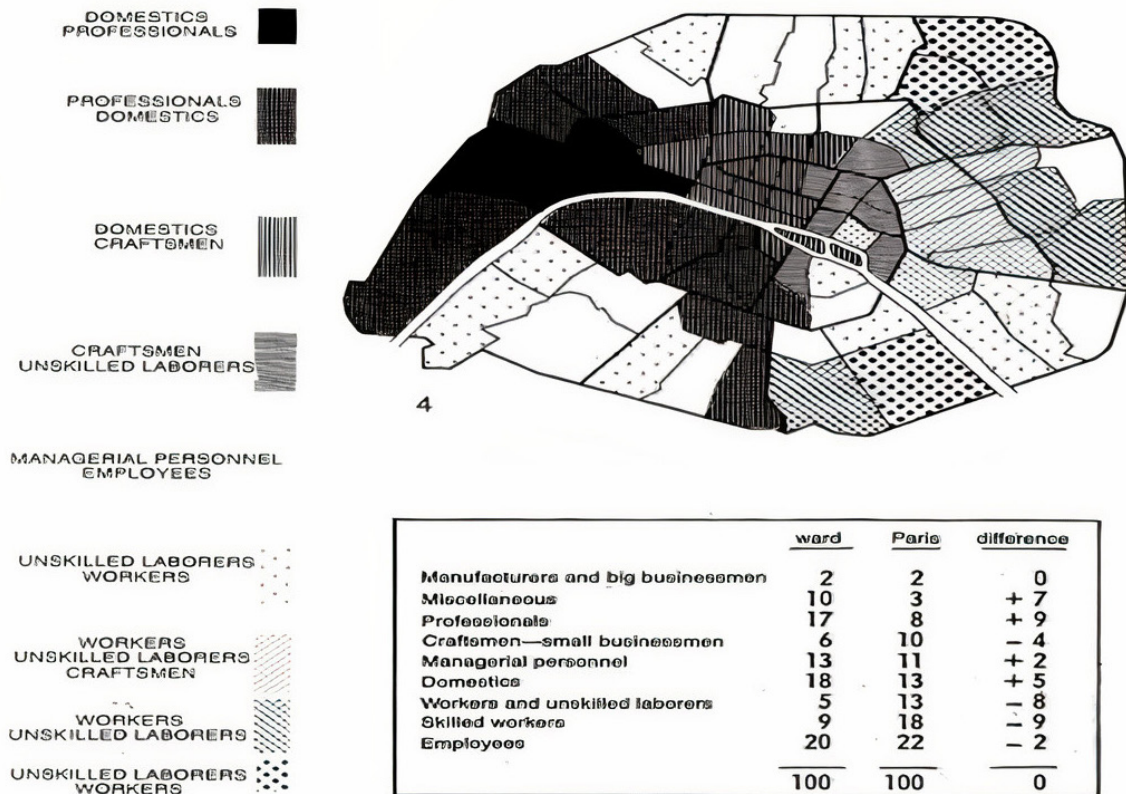 DOMESTICS
PROFESSIONALS
PROFESSIONALS
DOMESTICS
DOMESTICS
CRAFTSMEN
CRAFTSMEN
UNSKILLED LABORERS
MANAGERIAL PERSONNEL
EMPLOYEES
UNSKILLED LABORERS
WORKERS
WORKERS
UNSKILLED LABORERS
CRAFTSMEN
WORKERS
UNSKILLED LABORERS
UNSKILLED LABORERS
WORKERS
4
ward Paris difference
Manufacturers and big businessmen 2 2 0
Miscellaneous 10 3 + 7
Professionals 17 8 + 9
Craftsmen—small businessmen 6 10 – 4
Managerial personnel 13 11 + 2
Domestics 18 13 + 5
Workers and unskilled laborers 5 13 – 8
Skilled workers 9 18 – 9
Employees 20 22 – 2
100 100 0